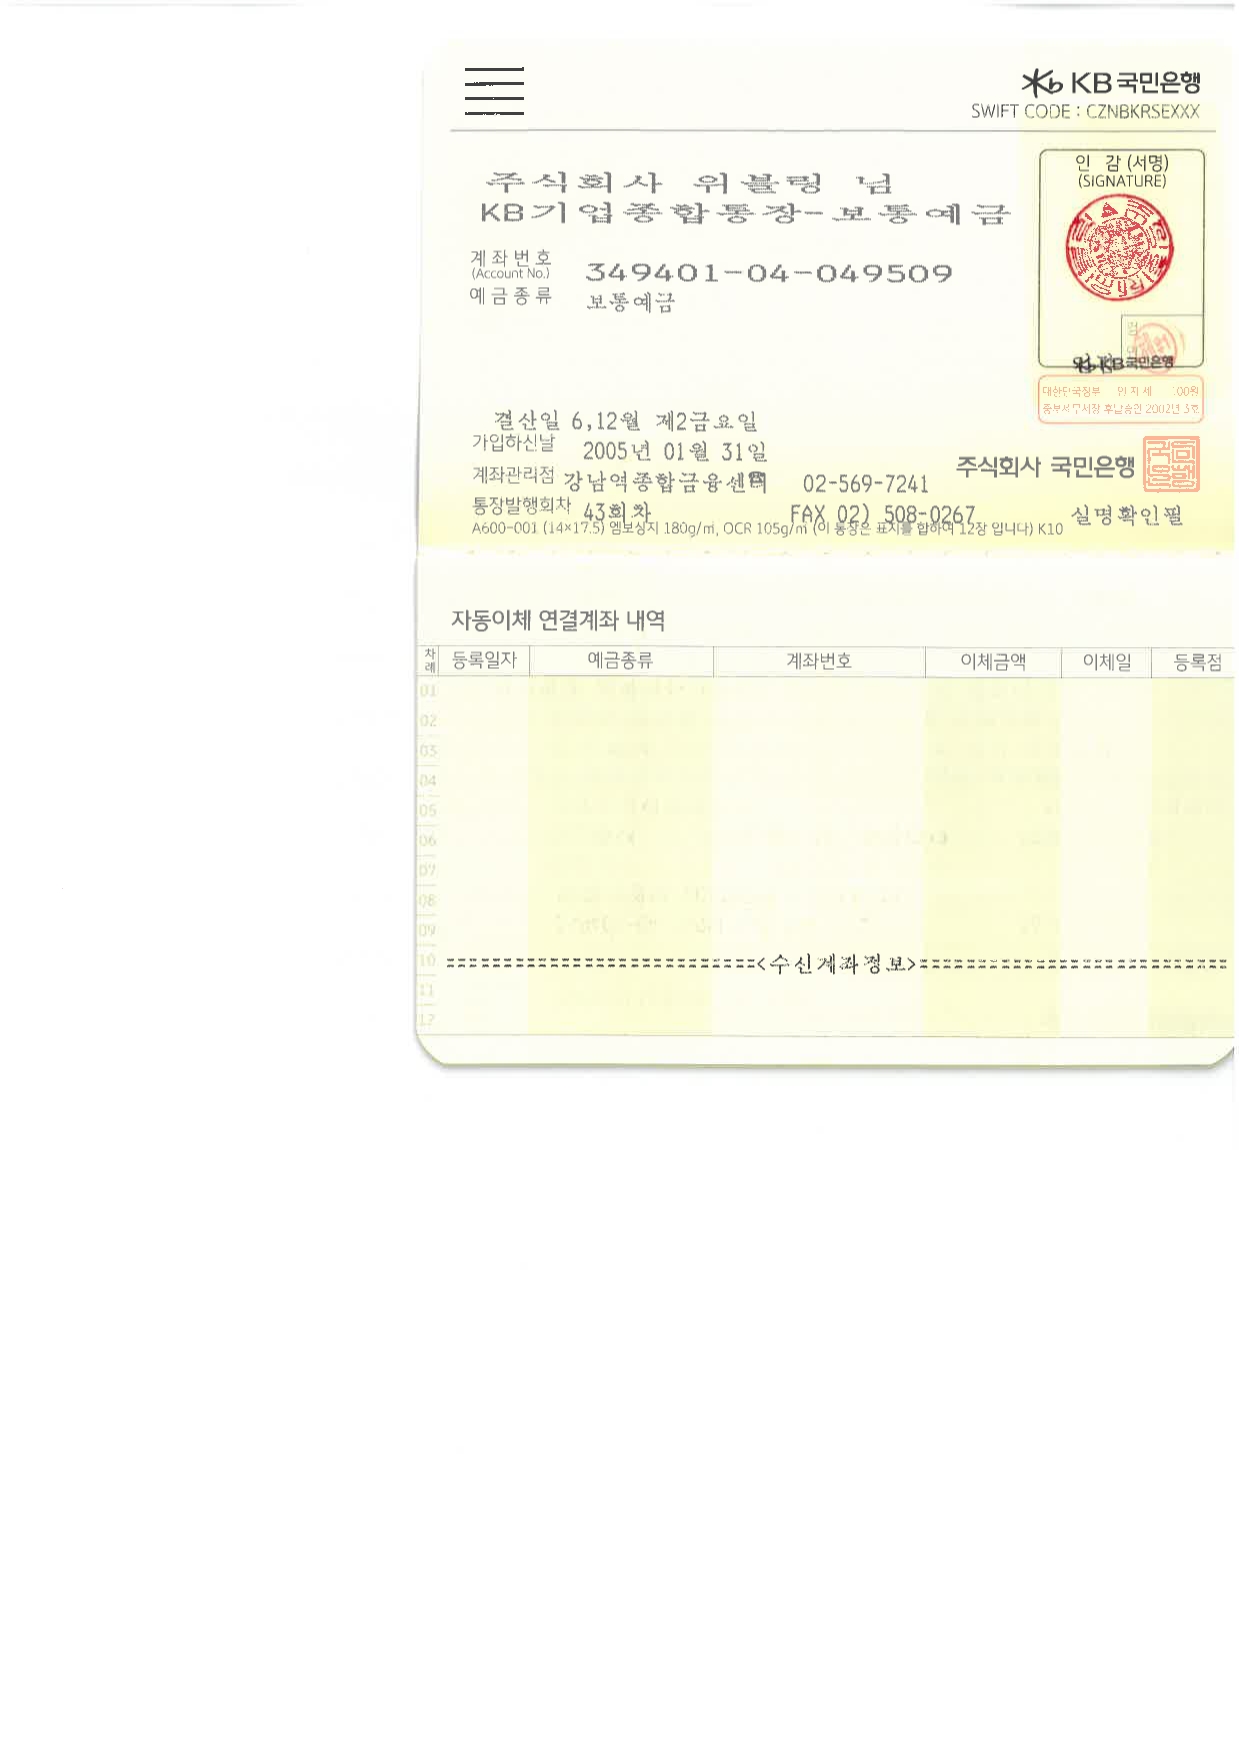 KB국민은행
SWIFT CODE : CZNBKRSEXXX
인 감 (서명)
(SIGNATURE)
주식회사 위블링 님
KB기업종합통장-보통예금
계좌번호
(Account No.)
349401-04-049509
예금종류 보통예금
KB국민은행
대한민국정부 인지세 100원
중부세무서장 후납승인 2002년 3호
결산일 6,12월 제2금요일
가입하신날 2005년 01월 31일
계좌관리점 강남역종합금융센터 ☎ 02-569-7241
주식회사 국민은행
통장발행회차 43회차 FAX 02) 508-0267 실명확인필
A600-001 (14×17.5) 엠보싱지 180g/㎡, OCR 105g/㎡ (이 통장은 표지를 합하여 12장 입니다) K10
자동이체 연결계좌 내역
차례 등록일자 예금종류 계좌번호 이체금액 이체일 등록점
01
02
03
04
05
06
07
08
09
10 ==========================<수신계좌정보>==========================
11
12